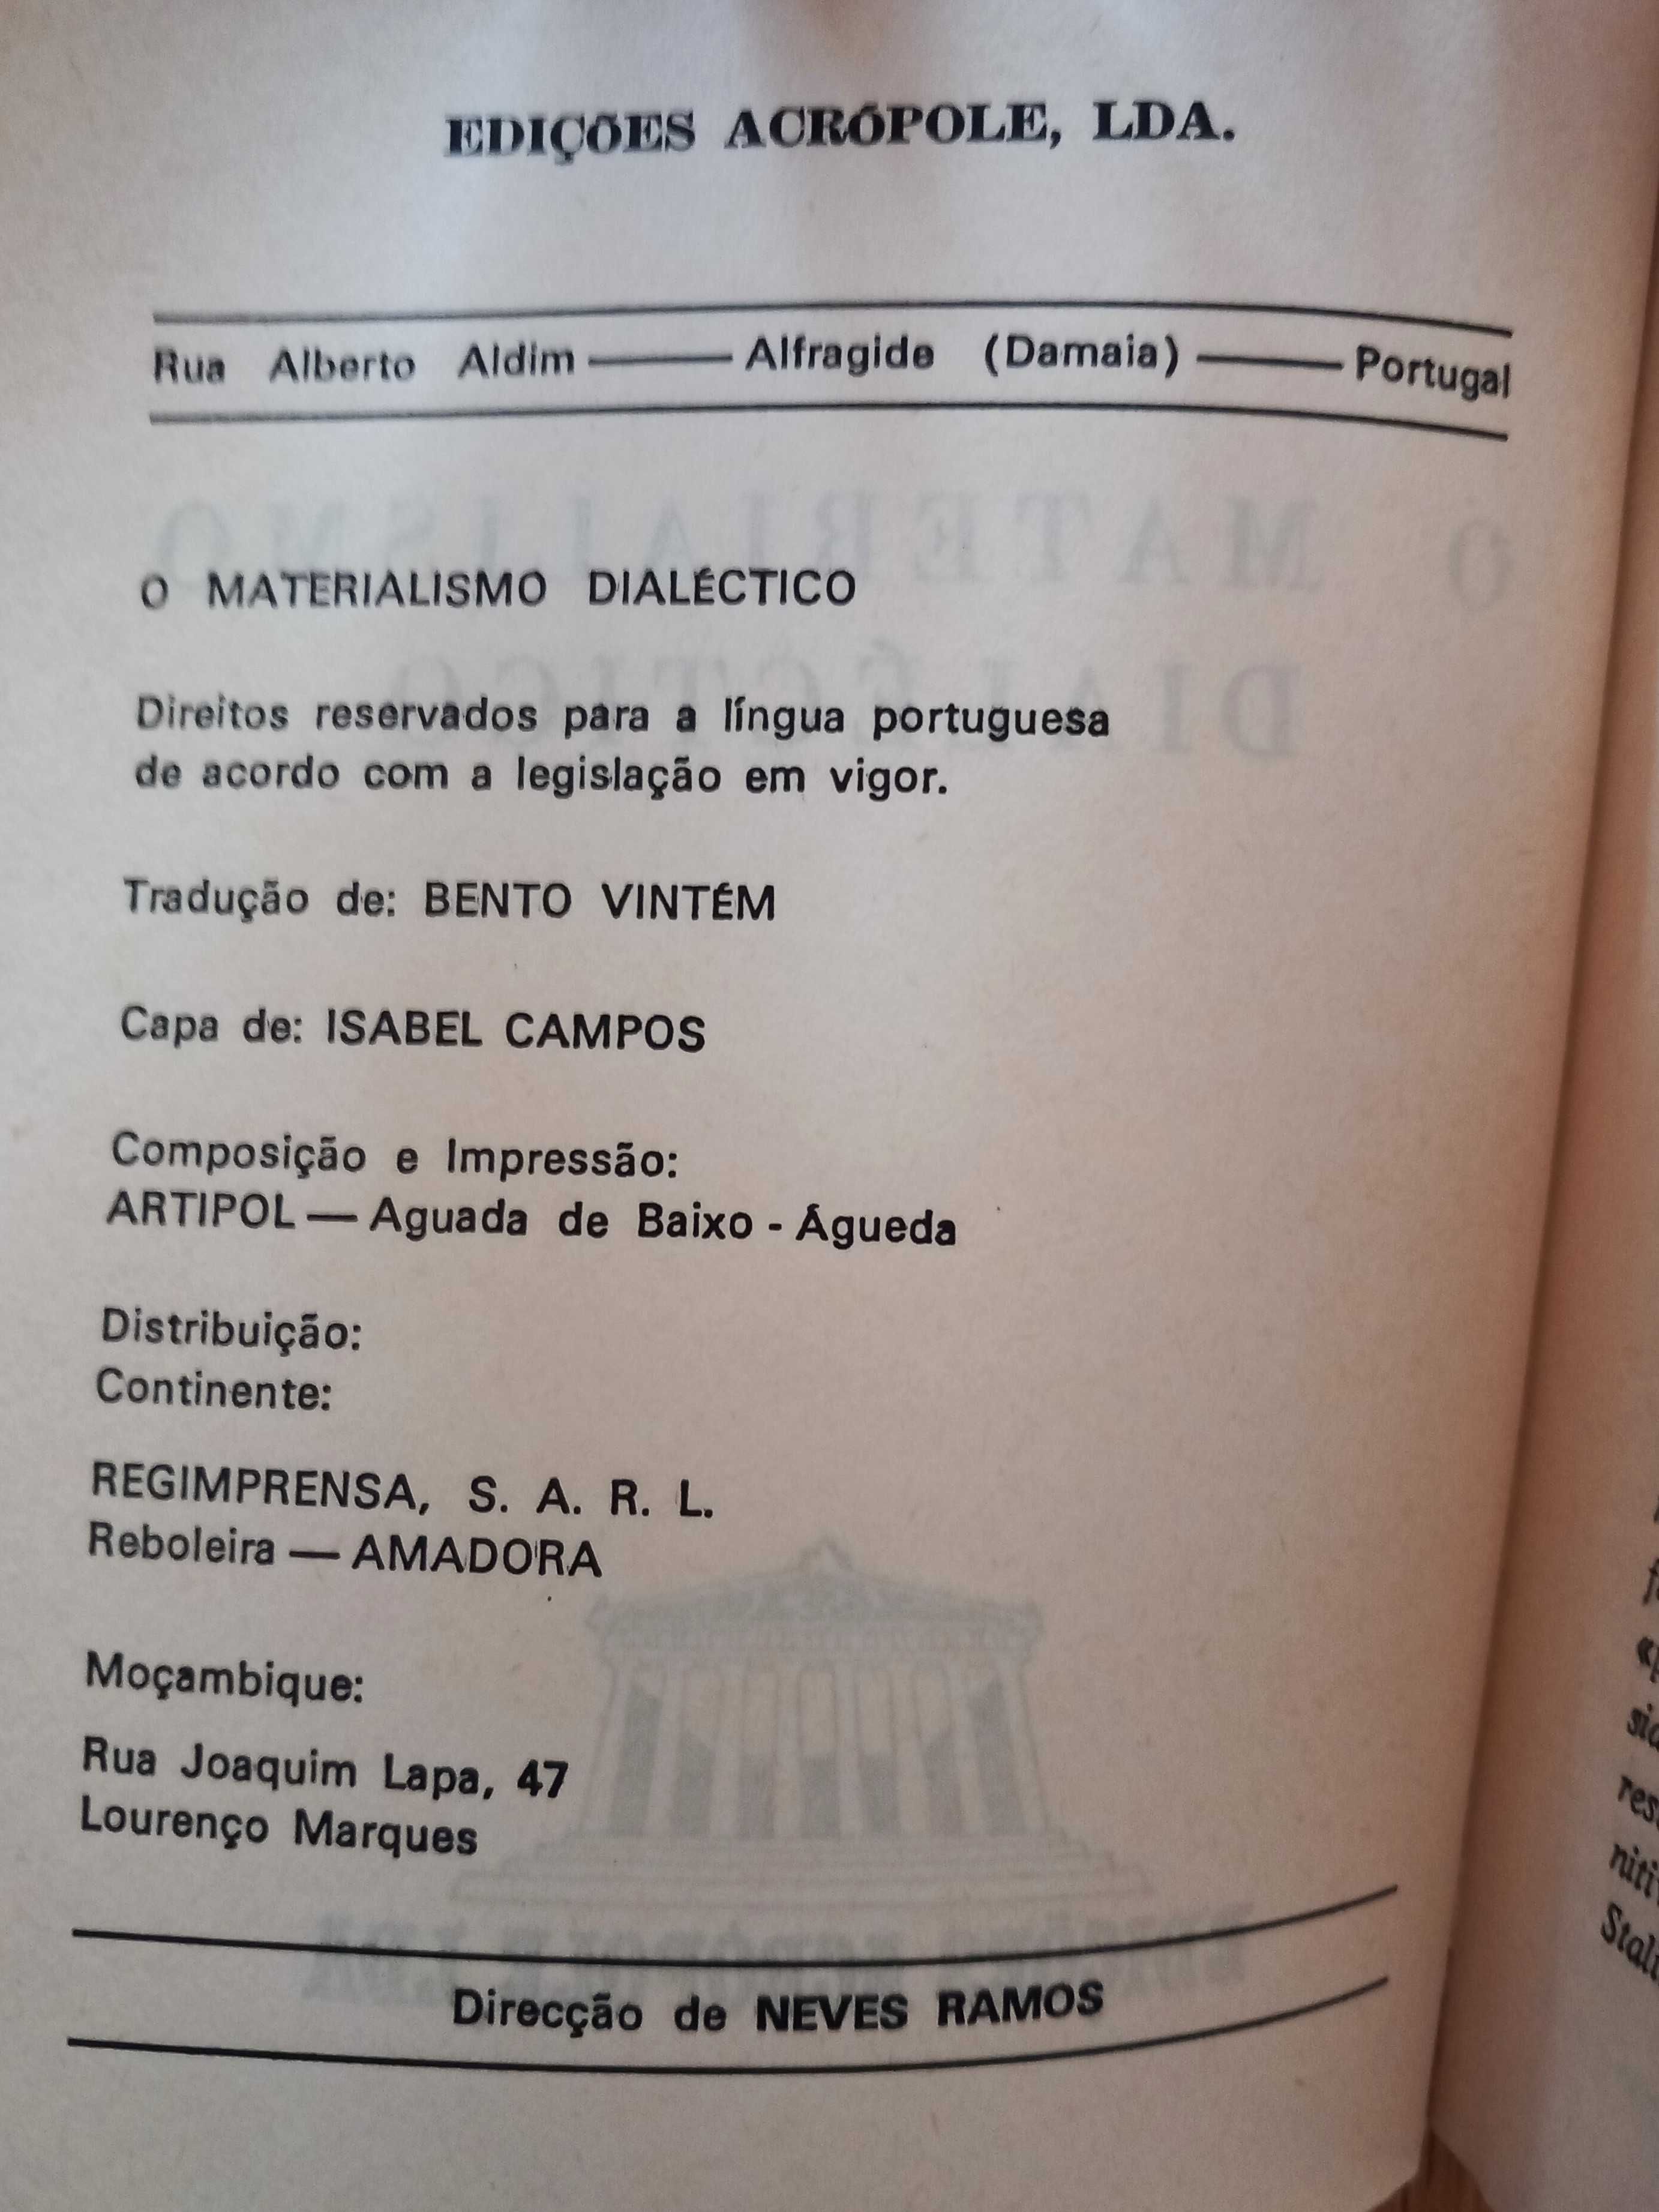 EDIÇÕES ACRÓPOLE, LDA.
Rua Alberto Aldim —— Alfragide (Damaia) —— Portugal
O MATERIALISMO DIALÉCTICO
Direitos reservados para a língua portuguesa
de acordo com a legislação em vigor.
Tradução de: BENTO VINTÉM
Capa de: ISABEL CAMPOS
Composição e Impressão:
ARTIPOL — Aguada de Baixo - Águeda
Distribuição:
Continente:
REGIMPRENSA, S. A. R. L.
Reboleira — AMADORA
Moçambique:
Rua Joaquim Lapa, 47
Lourenço Marques
Direcção de NEVES RAMOS